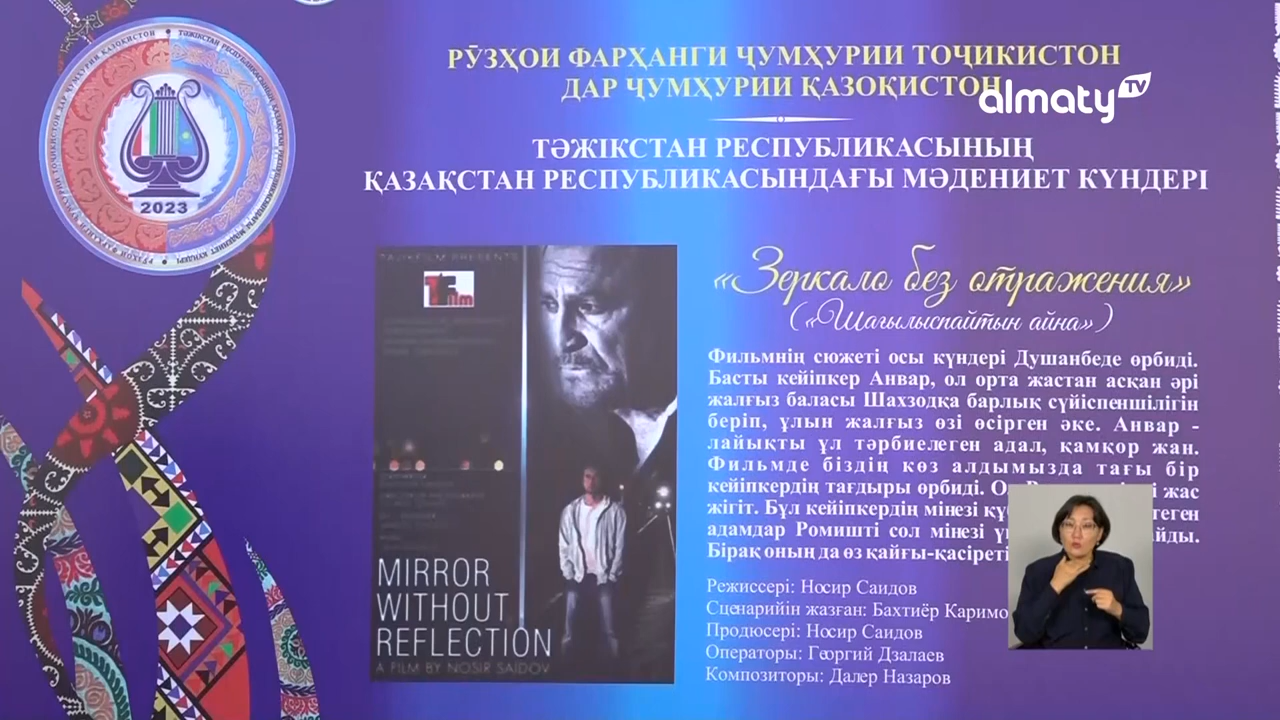 РӮЗҲОИ ФАРҲАНГИ ҶУМҲУРИИ ТОҶИКИСТОН
ДАР ҶУМҲУРИИ ҚАЗОҚИСТОН
almaty TV
ТӘЖІКСТАН РЕСПУБЛИКАСЫНЫҢ
ҚАЗАҚСТАН РЕСПУБЛИКАСЫНДАҒЫ МӘДЕНИЕТ КҮНДЕРІ
2023
TAJIKFILM PRESENTS
TFilm
MIRROR
WITHOUT
REFLECTION
A FILM BY NOSIR SAIDOV
«Зеркало без отражения»
(«Шағылыспайтын айна»)
Фильмнің сюжеті осы күндері Душанбеде өрбиді.
Басты кейіпкер Анвар, ол орта жастан асқан әрі
жалғыз баласы Шахзодқа барлық сүйіспеншілігін
беріп, ұлын жалғыз өзі өсірген әке. Анвар -
лайықты ұл тәрбиелеген адал, қамқор жан.
Фильмде біздің көз алдымызда тағы бір
кейіпкердің тағдыры өрбиді. жас
жігіт. Бұл кейіпкердің мінезі
адамдар Ромишті сол мінезі
Бірақ оның да өз қайғы-қасіреті
Режиссері: Носир Саидов
Сценарийін жазған: Бахтиёр
Продюсері: Носир Саидов
Операторы: Георгий Дзалаев
Композиторы: Далер Назаров